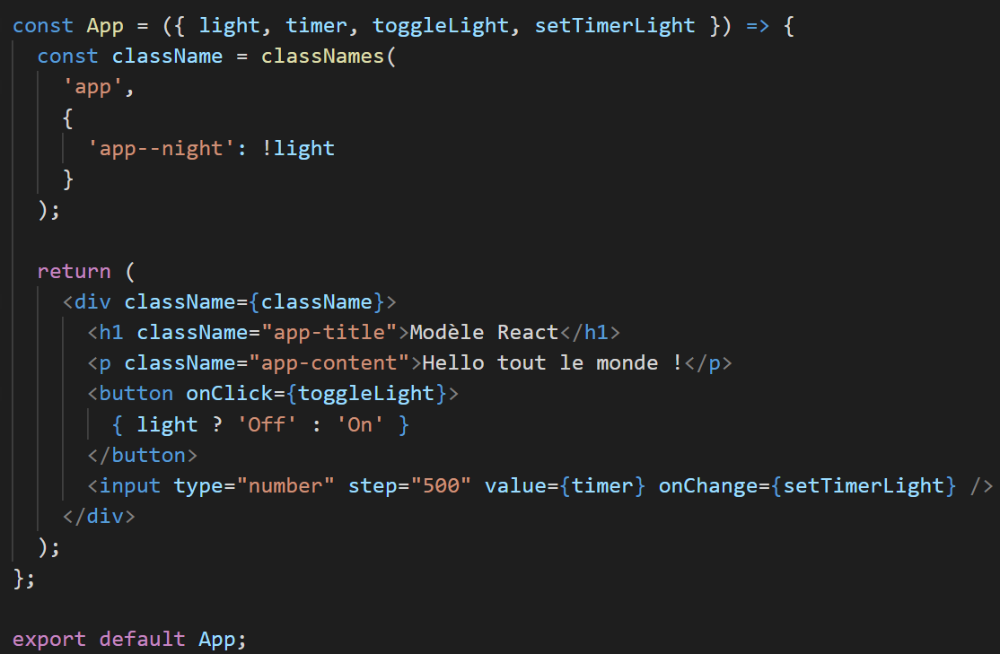 const App = ({ light, timer, toggleLight, setTimerLight }) => {
  const className = classNames(
    'app',
    {
      'app--night': !light
    }
  );

  return (
    <div className={className}>
      <h1 className="app-title">Modèle React</h1>
      <p className="app-content">Hello tout le monde !</p>
      <button onClick={toggleLight}>
        { light ? 'Off' : 'On' }
      </button>
      <input type="number" step="500" value={timer} onChange={setTimerLight} />
    </div>
  );
};

export default App;